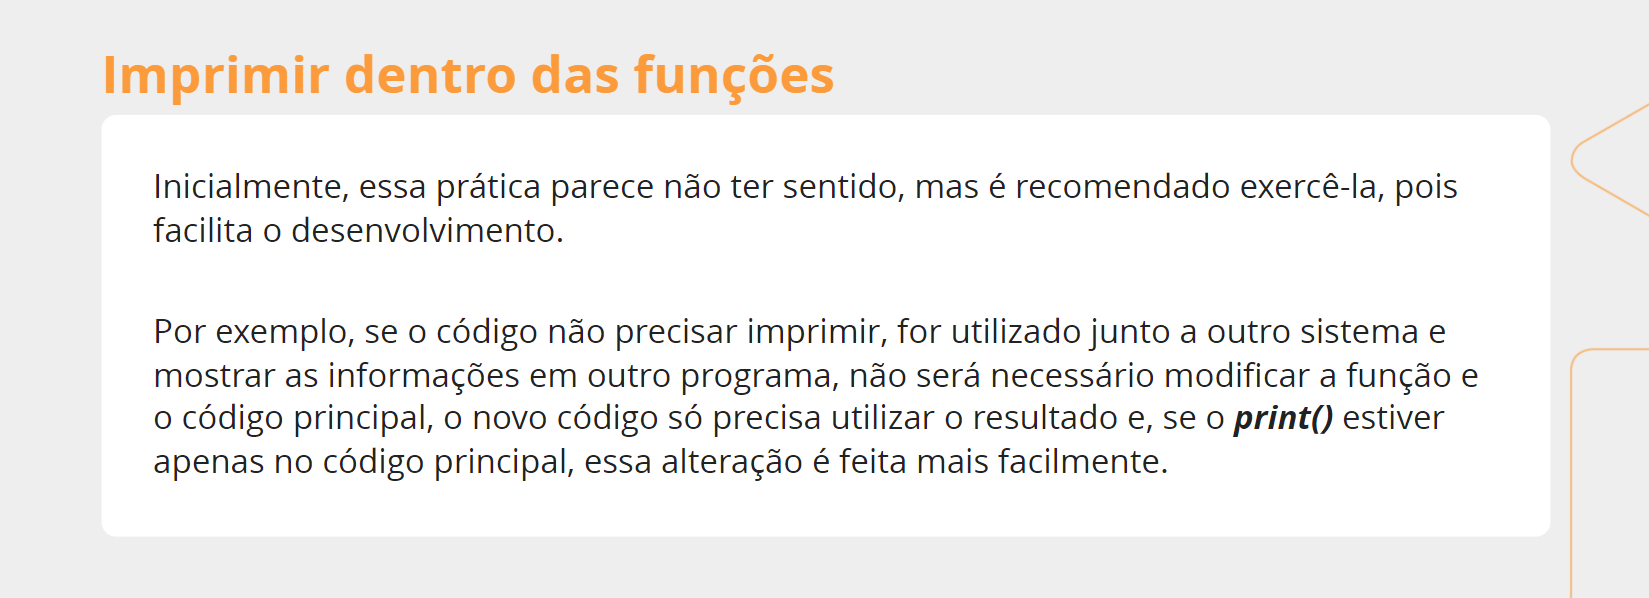 Imprimir dentro das funções
Inicialmente, essa prática parece não ter sentido, mas é recomendado exercê-la, pois
facilita o desenvolvimento.
Por exemplo, se o código não precisar imprimir, for utilizado junto a outro sistema e
mostrar as informações em outro programa, não será necessário modificar a função e
o código principal, o novo código só precisa utilizar o resultado e, se o print() estiver
apenas no código principal, essa alteração é feita mais facilmente.